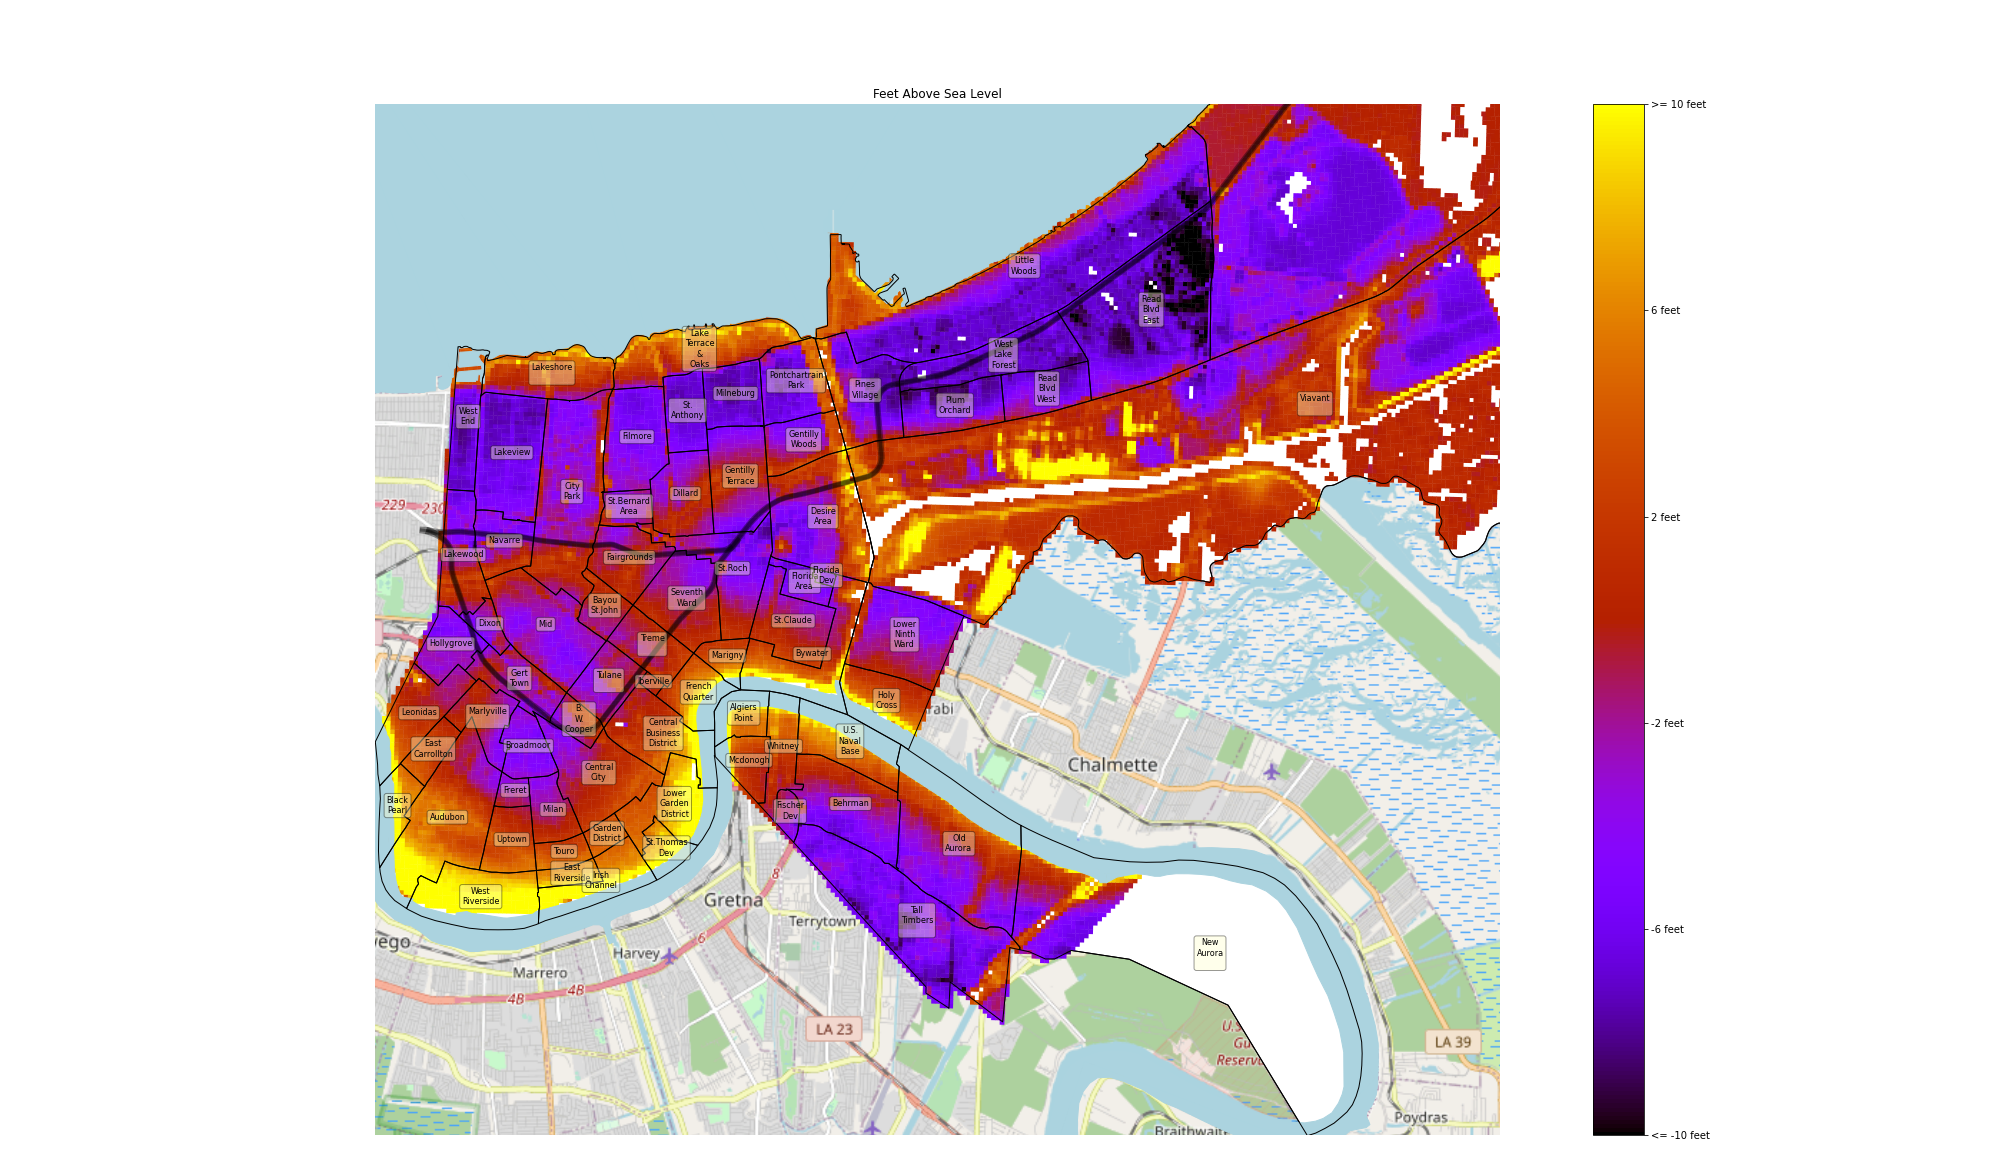 Feet Above Sea Level
>= 10 feet
6 feet
2 feet
-2 feet
-6 feet
<= -10 feet
Little
Woods
Read
Blvd
East
Lake
Terrace
&
Oaks
Lakeshore
West
Lake
Forest
Pontchartrain
Park
Pines
Village
Read
Blvd
West
Milneburg
Plum
Orchard
Viavant
West
End
St.
Anthony
Filmore
Gentilly
Woods
Lakeview
Gentilly
Terrace
City
Park
Dillard
St.Bernard
Area
229
230
Desire
Area
Navarre
Lakewood
Fairgrounds
St.Roch
Florida
Area
Florida
Dev
Seventh
Ward
Bayou
St.John
Dixon
Mid
St.Claude
Lower
Ninth
Ward
Hollygrove
Treme
Marigny
Bywater
Gert
Town
Tulane
Iberville
French
Quarter
Holy
Cross
rabi
Leonidas
Marlyville
B.
W.
Cooper
Algiers
Point
Central
Business
District
U.S.
Naval
Base
East
Carrollton
Broadmoor
Whitney
Mcdonogh
Chalmette
Central
City
Freret
Black
Pearl
Milan
Lower
Garden
District
Fischer
Dev
Behrman
Audubon
Uptown
Garden
District
Old
Aurora
Touro
St.Thomas
Dev
East
Riverside
Irish
Channel
8
West
Riverside
Gretna
Terrytown
Tall
Timbers
wego
6
Harvey
New
Aurora
Marrero
4B
4B
LA 23
U.S
Gu
Reserv
LA 39
Poydras
Braithwait